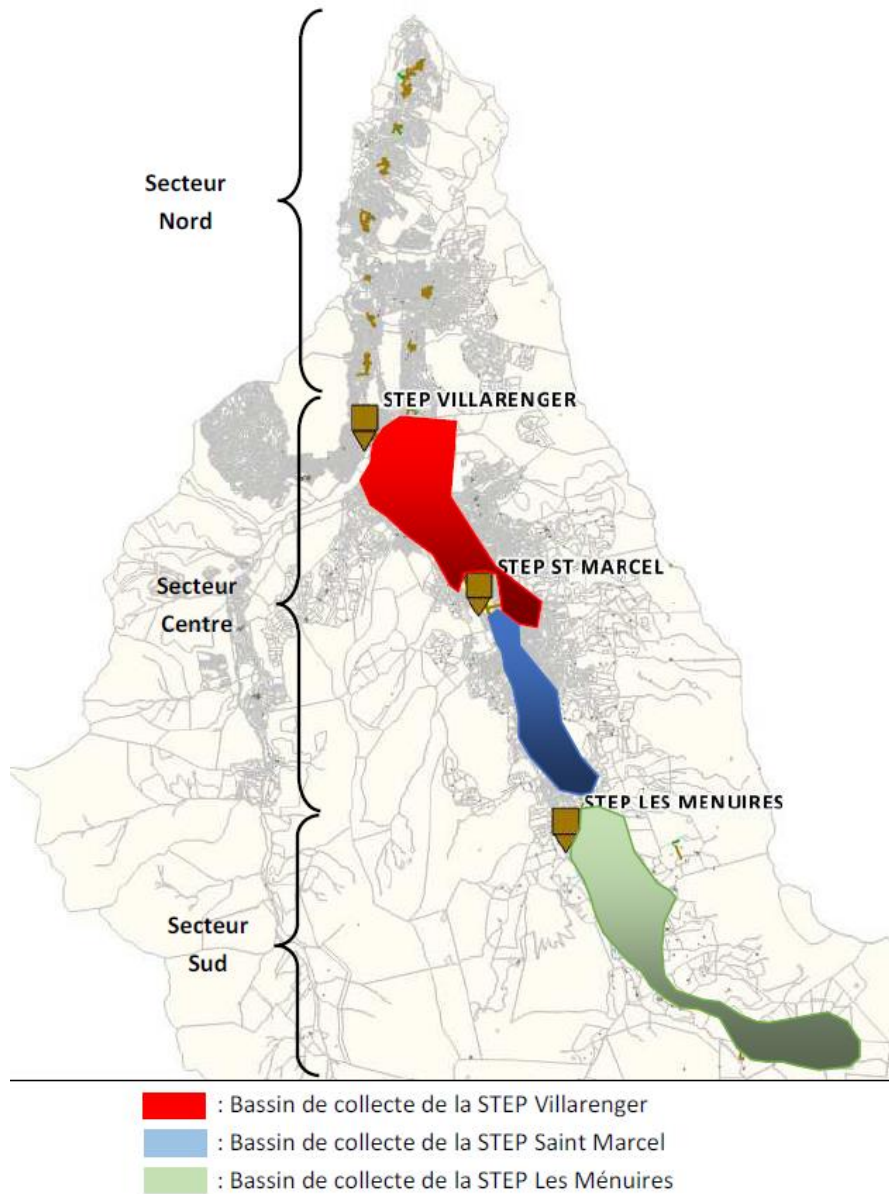 Secteur
Nord
STEP VILLARENGER
STEP ST MARCEL
Secteur
Centre
STEP LES MENUIRES
Secteur
Sud
: Bassin de collecte de la STEP Villarenger
: Bassin de collecte de la STEP Saint Marcel
: Bassin de collecte de la STEP Les Ménuires